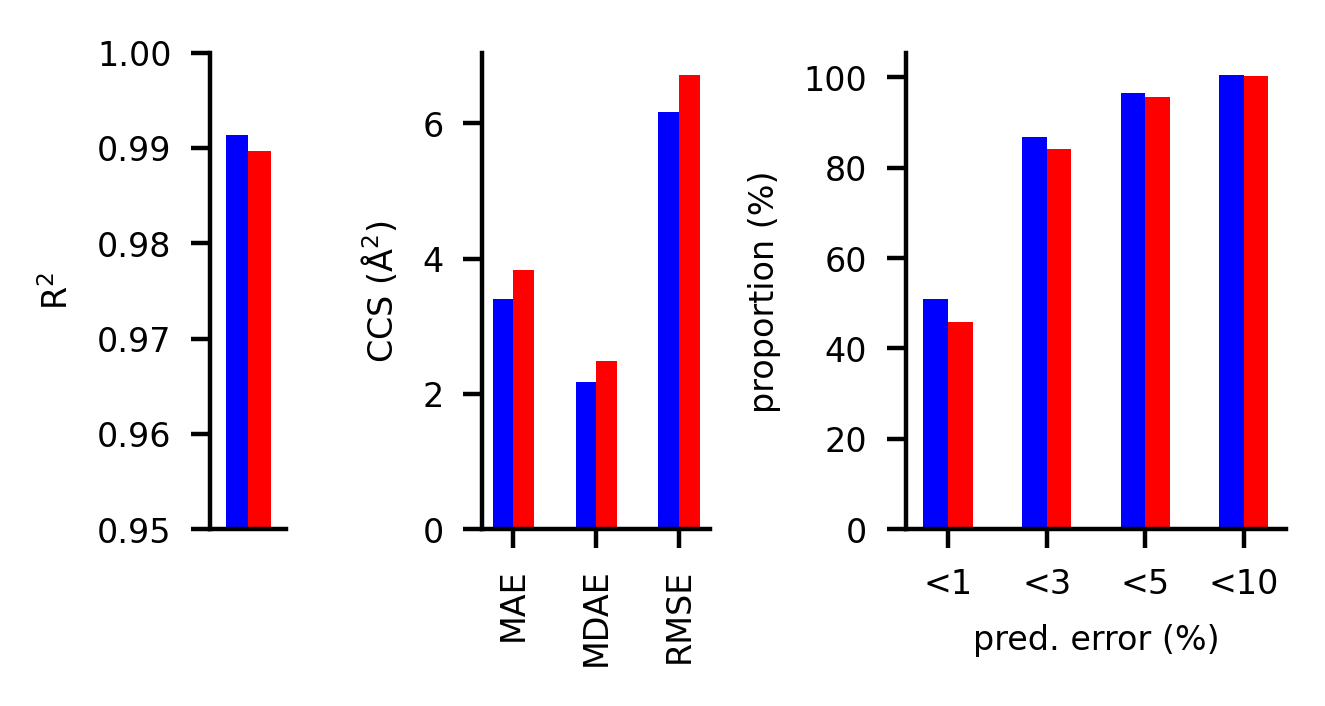 R²
1.00
0.99
0.98
0.97
0.96
0.95
CCS (Å²)
6
4
2
0
MAE
MDAE
RMSE
proportion (%)
100
80
60
40
20
0
<1 <3 <5 <10
pred. error (%)